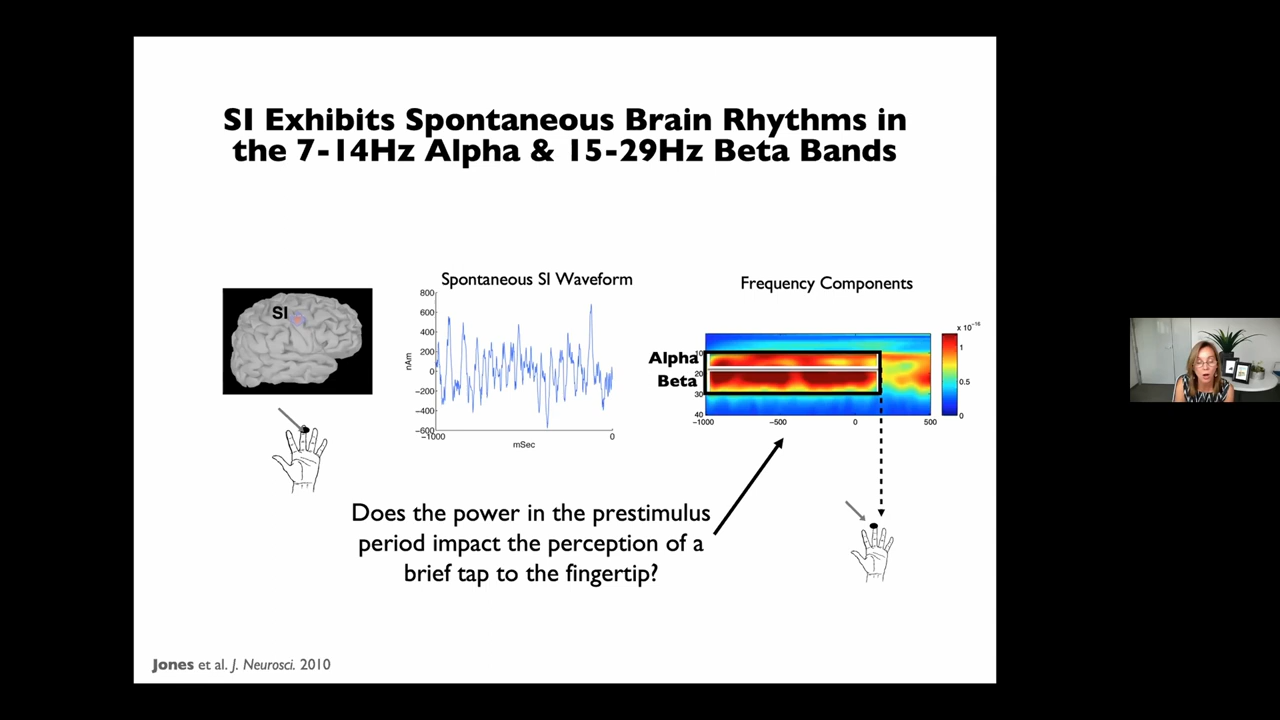 SI Exhibits Spontaneous Brain Rhythms in
the 7-14Hz Alpha & 15-29Hz Beta Bands
SI
Spontaneous SI Waveform
800
600
400
200
0
−200
−400
−600
nAm
−1000
0
mSec
Frequency Components
Alpha
Beta
10
20
30
40
−1000
−500
0
500
x 10⁻¹⁶
1
0.5
0
Does the power in the prestimulus
period impact the perception of a
brief tap to the fingertip?
Jones et al. J. Neurosci. 2010